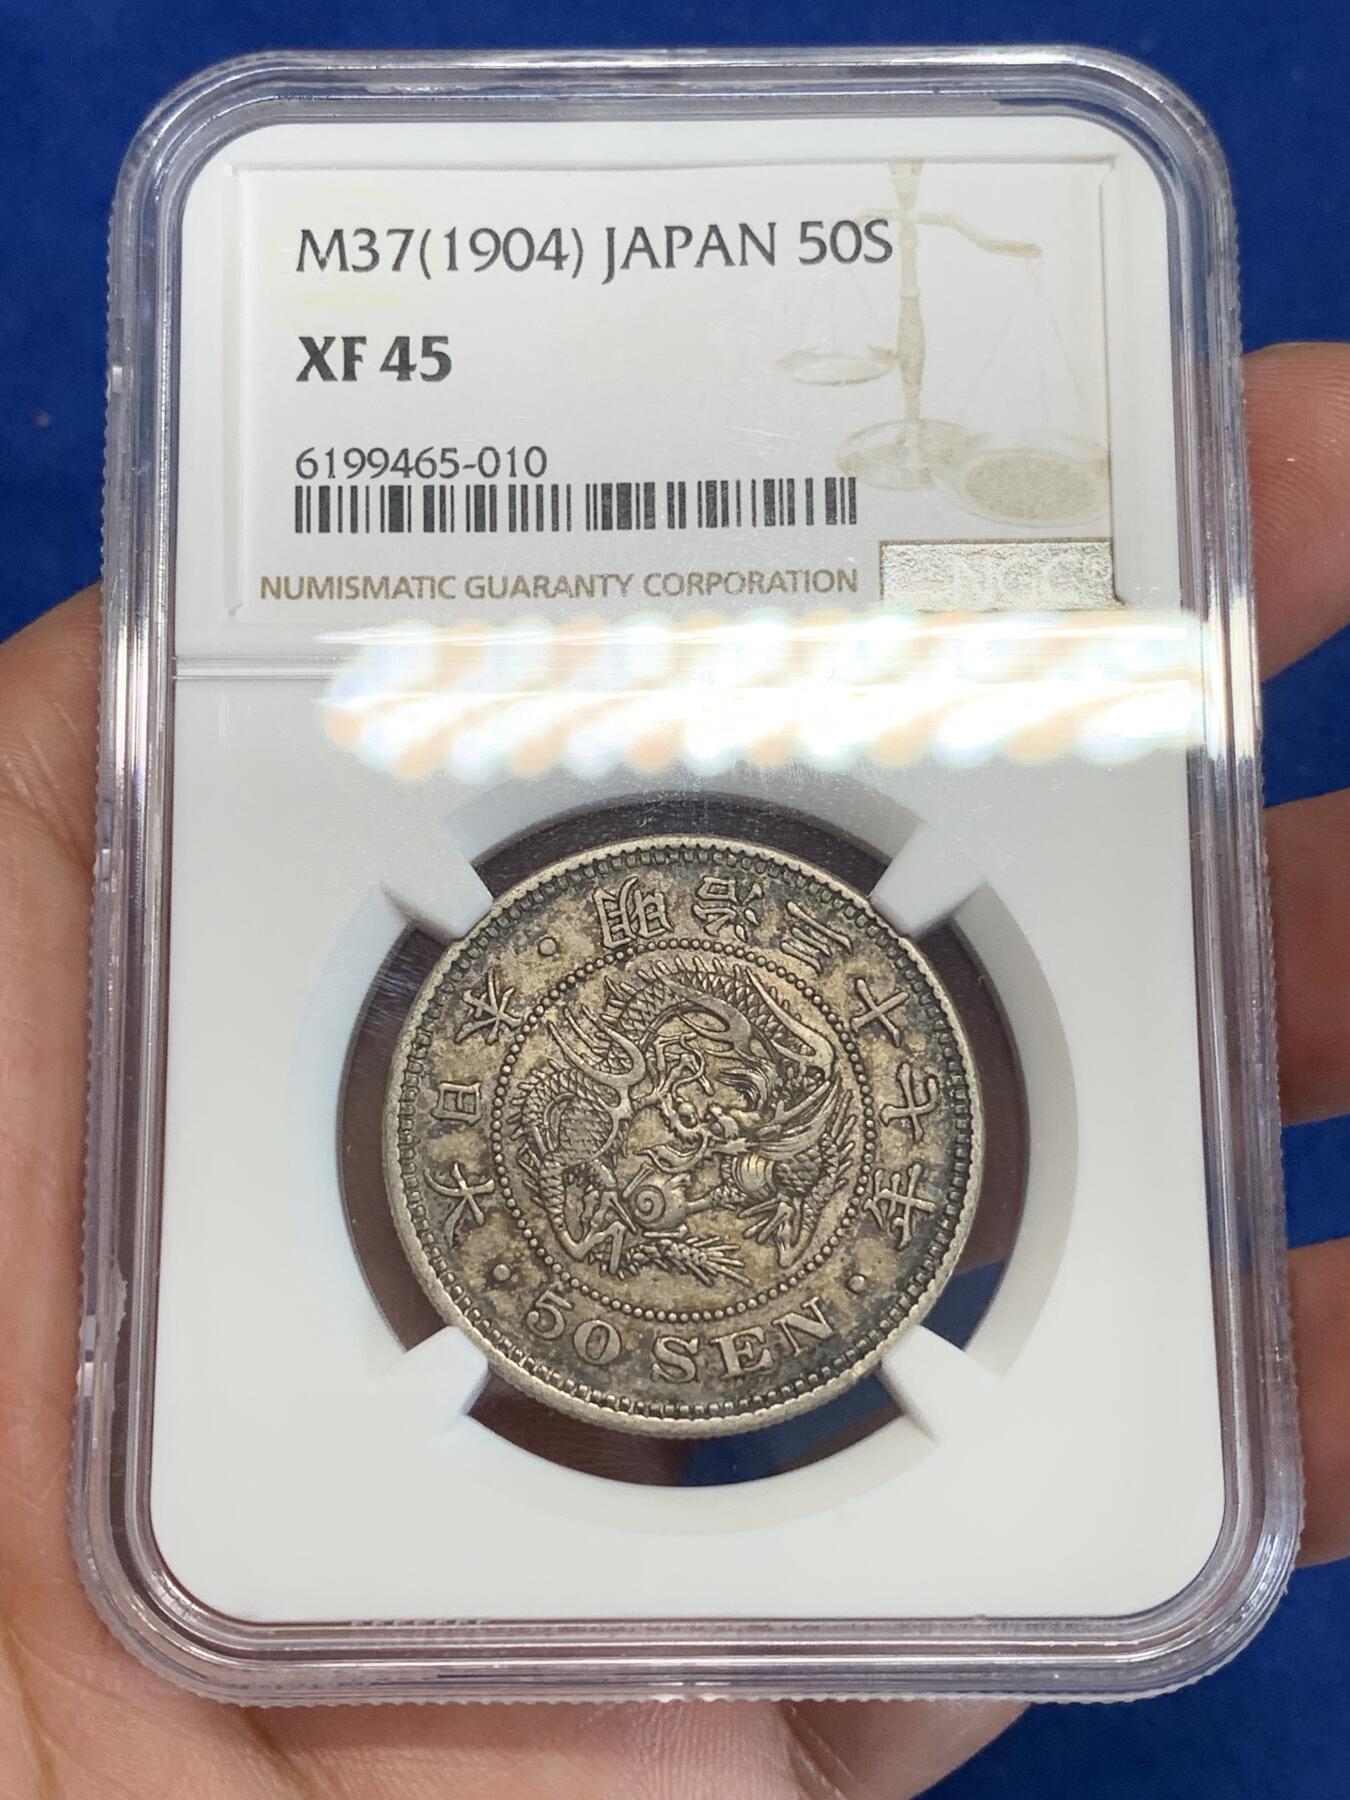 M37(1904) JAPAN 50S
XF 45
6199465-010
NUMISMATIC GUARANTY CORPORATION
NGC
大日本・明治三十七年・
50 SEN・